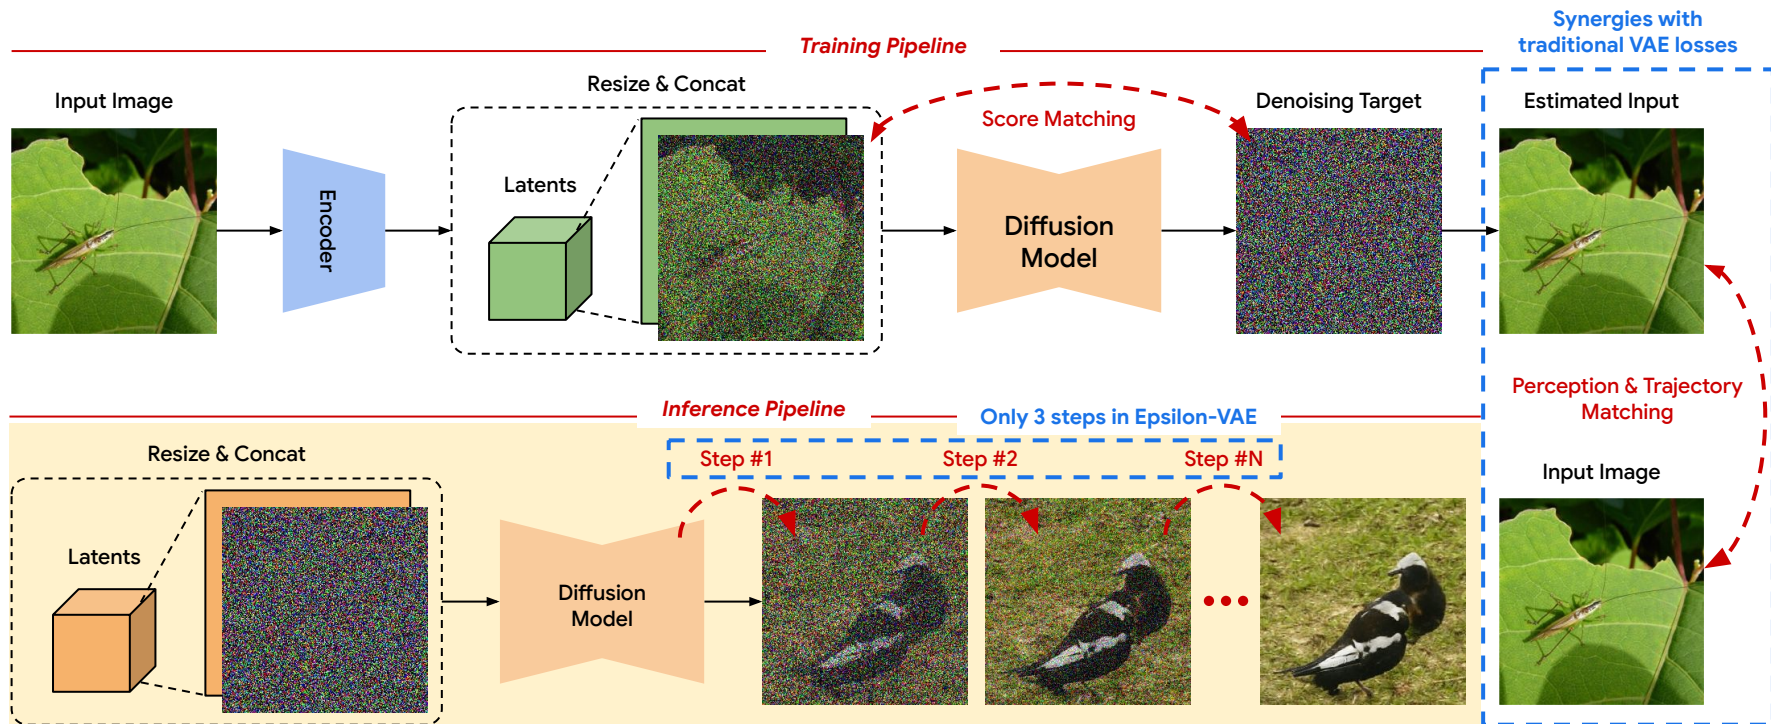 Synergies with
traditional VAE losses
Training Pipeline
Input Image
Resize & Concat
Score Matching
Denoising Target
Estimated Input
Encoder
Latents
Diffusion
Model
Perception & Trajectory
Matching
Inference Pipeline
Only 3 steps in Epsilon-VAE
Resize & Concat
Step #1
Step #2
Step #N
Input Image
Latents
Diffusion
Model